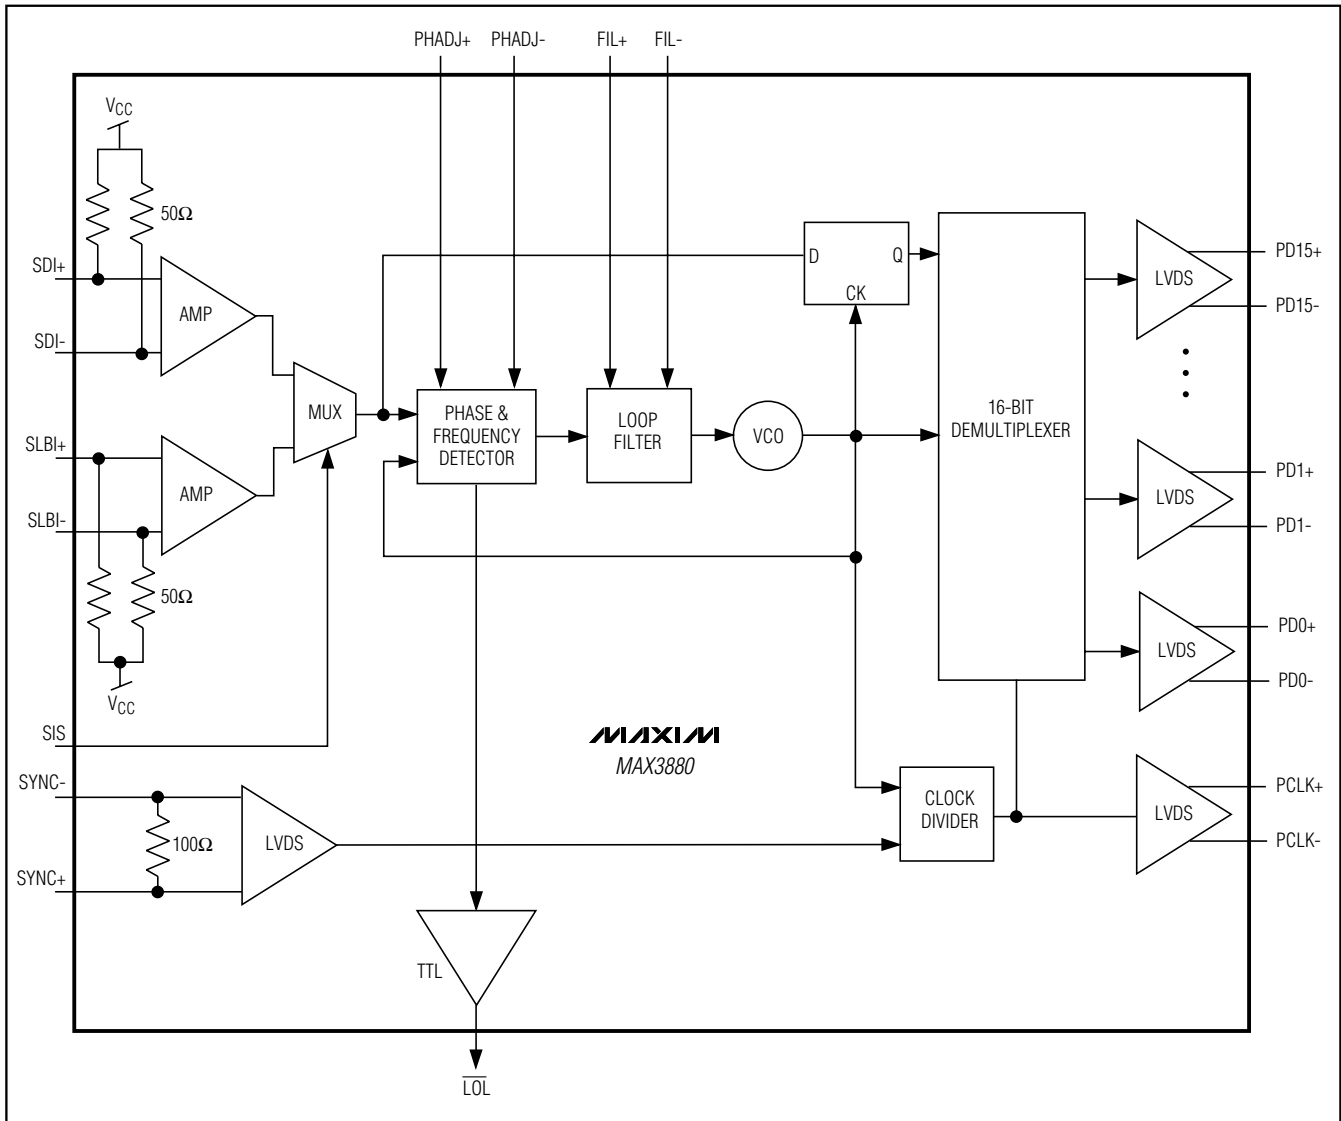 PHADJ+ PHADJ- FIL+ FIL-
VCC
50Ω
SDI+
AMP
SDI-
D Q
CK
LVDS
PD15+
PD15-
MUX
PHASE &
FREQUENCY
DETECTOR
LOOP
FILTER
VCO
16-BIT
DEMULTIPLEXER
SLBI+
AMP
SLBI-
50Ω
VCC
LVDS
PD1+
PD1-
LVDS
PD0+
PD0-
SIS
MAXIM
MAX3880
SYNC-
100Ω
LVDS
SYNC+
CLOCK
DIVIDER
LVDS
PCLK+
PCLK-
TTL
L̅O̅L̅